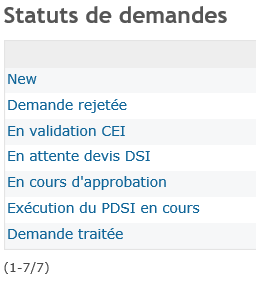 Statuts de demandes
New
Demande rejetée
En validation CEI
En attente devis DSI
En cours d'approbation
Exécution du PDSI en cours
Demande traitée
(1-7/7)